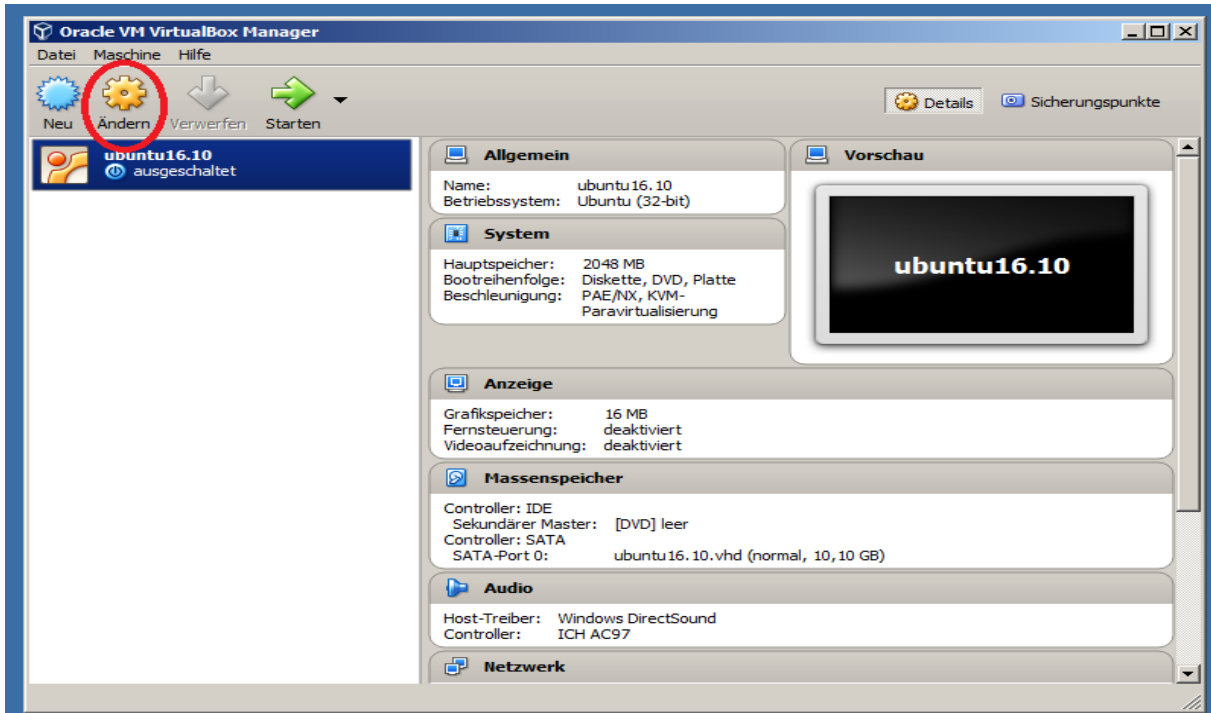 Oracle VM VirtualBox Manager
Datei Maschine Hilfe
Neu Ändern Verwerfen Starten
Details Sicherungspunkte
ubuntu16.10
ausgeschaltet
Allgemein
Name: ubuntu16.10
Betriebssystem: Ubuntu (32-bit)
System
Hauptspeicher: 2048 MB
Bootreihenfolge: Diskette, DVD, Platte
Beschleunigung: PAE/NX, KVM-
Paravirtualisierung
Vorschau
ubuntu16.10
Anzeige
Grafikspeicher: 16 MB
Fernsteuerung: deaktiviert
Videoaufzeichnung: deaktiviert
Massenspeicher
Controller: IDE
Sekundärer Master: [DVD] leer
Controller: SATA
SATA-Port 0: ubuntu16.10.vhd (normal, 10,10 GB)
Audio
Host-Treiber: Windows DirectSound
Controller: ICH AC97
Netzwerk